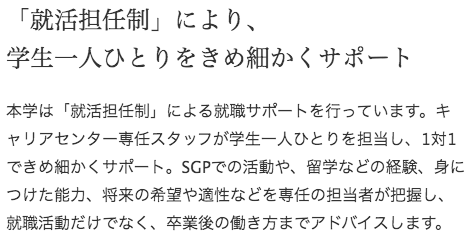 「就活担任制」により、
学生一人ひとりをきめ細かくサポート
本学は「就活担任制」による就職サポートを行っています。キ
ャリアセンター専任スタッフが学生一人ひとりを担当し、1対1
できめ細かくサポート。SGPでの活動や、留学などの経験、身に
つけた能力、将来の希望や適性などを専任の担当者が把握し、
就職活動だけでなく、卒業後の働き方までアドバイスします。